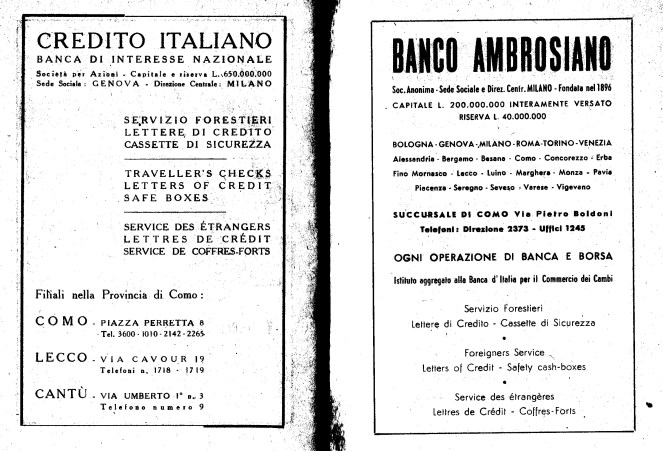 CREDITO ITALIANO
BANCA DI INTERESSE NAZIONALE
Società per Azioni - Capitale e riserva L. 650.000.000
Sede Sociale: GENOVA - Direzione Centrale: MILANO
SERVIZIO FORESTIERI
LETTERE DI CREDITO
CASSETTE DI SICUREZZA
TRAVELLER'S CHECKS
LETTERS OF CREDIT
SAFE BOXES
SERVICE DES ÉTRANGERS
LETTRES DE CRÉDIT
SERVICE DE COFFRES-FORTS
Filiali nella Provincia di Como:
COMO - PIAZZA PERRETTA 8
Tel. 3600 - 1010 - 2142 - 2265
LECCO - VIA CAVOUR 19
Telefoni n. 1718 - 1719
CANTÙ - VIA UMBERTO I° n. 3
Telefono numero 9
BANCO AMBROSIANO
Soc. Anonima - Sede Sociale e Direz. Centr. MILANO - Fondata nel 1896
CAPITALE L. 200.000.000 INTERAMENTE VERSATO
RISERVA L. 40.000.000
BOLOGNA - GENOVA - MILANO - ROMA - TORINO - VENEZIA
Alessandria - Bergamo - Besana - Como - Concorezzo - Erba
Fino Mornasco - Lecco - Luino - Marghera - Monza - Pavia
Piacenza - Seregno - Seveso - Varese - Vigevano
SUCCURSALE DI COMO Via Pietro Boldoni
Telefoni: Direzione 2373 - Uffici 1245
OGNI OPERAZIONE DI BANCA E BORSA
Istituto aggregato alla Banca d'Italia per il Commercio dei Cambi
Servizio Forestieri
Lettere di Credito - Cassette di Sicurezza
Foreigners Service
Letters of Credit - Safety cash-boxes
Service des étrangères
Lettres de Crédit - Coffres-Forts